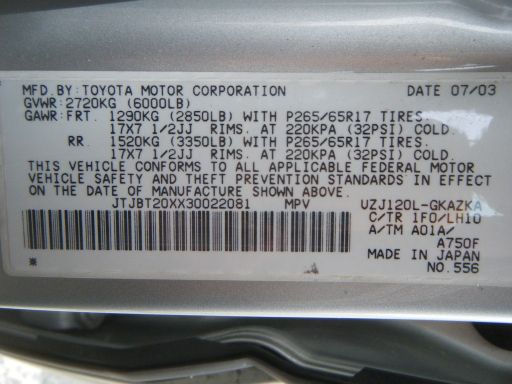 MFD.BY:TOYOTA MOTOR CORPORATION DATE 07/03
GVWR:2720KG (6000LB)
GAWR:FRT. 1290KG (2850LB) WITH P265/65R17 TIRES.
17X7 1/2JJ RIMS. AT 220KPA (32PSI) COLD.
RR. 1520KG (3350LB) WITH P265/65R17 TIRES.
17X7 1/2JJ RIMS. AT 220KPA (32PSI) COLD.
THIS VEHICLE CONFORMS TO ALL APPLICABLE FEDERAL MOTOR
VEHICLE SAFETY AND THEFT PREVENTION STANDARDS IN EFFECT
ON THE DATE OF MANUFACTURE SHOWN ABOVE.
JTJBT20XX30022081 MPV UZJ120L-GKAZKA
C/TR 1F0/LH10
A/TM A01A/
A750F
MADE IN JAPAN
* NO.556